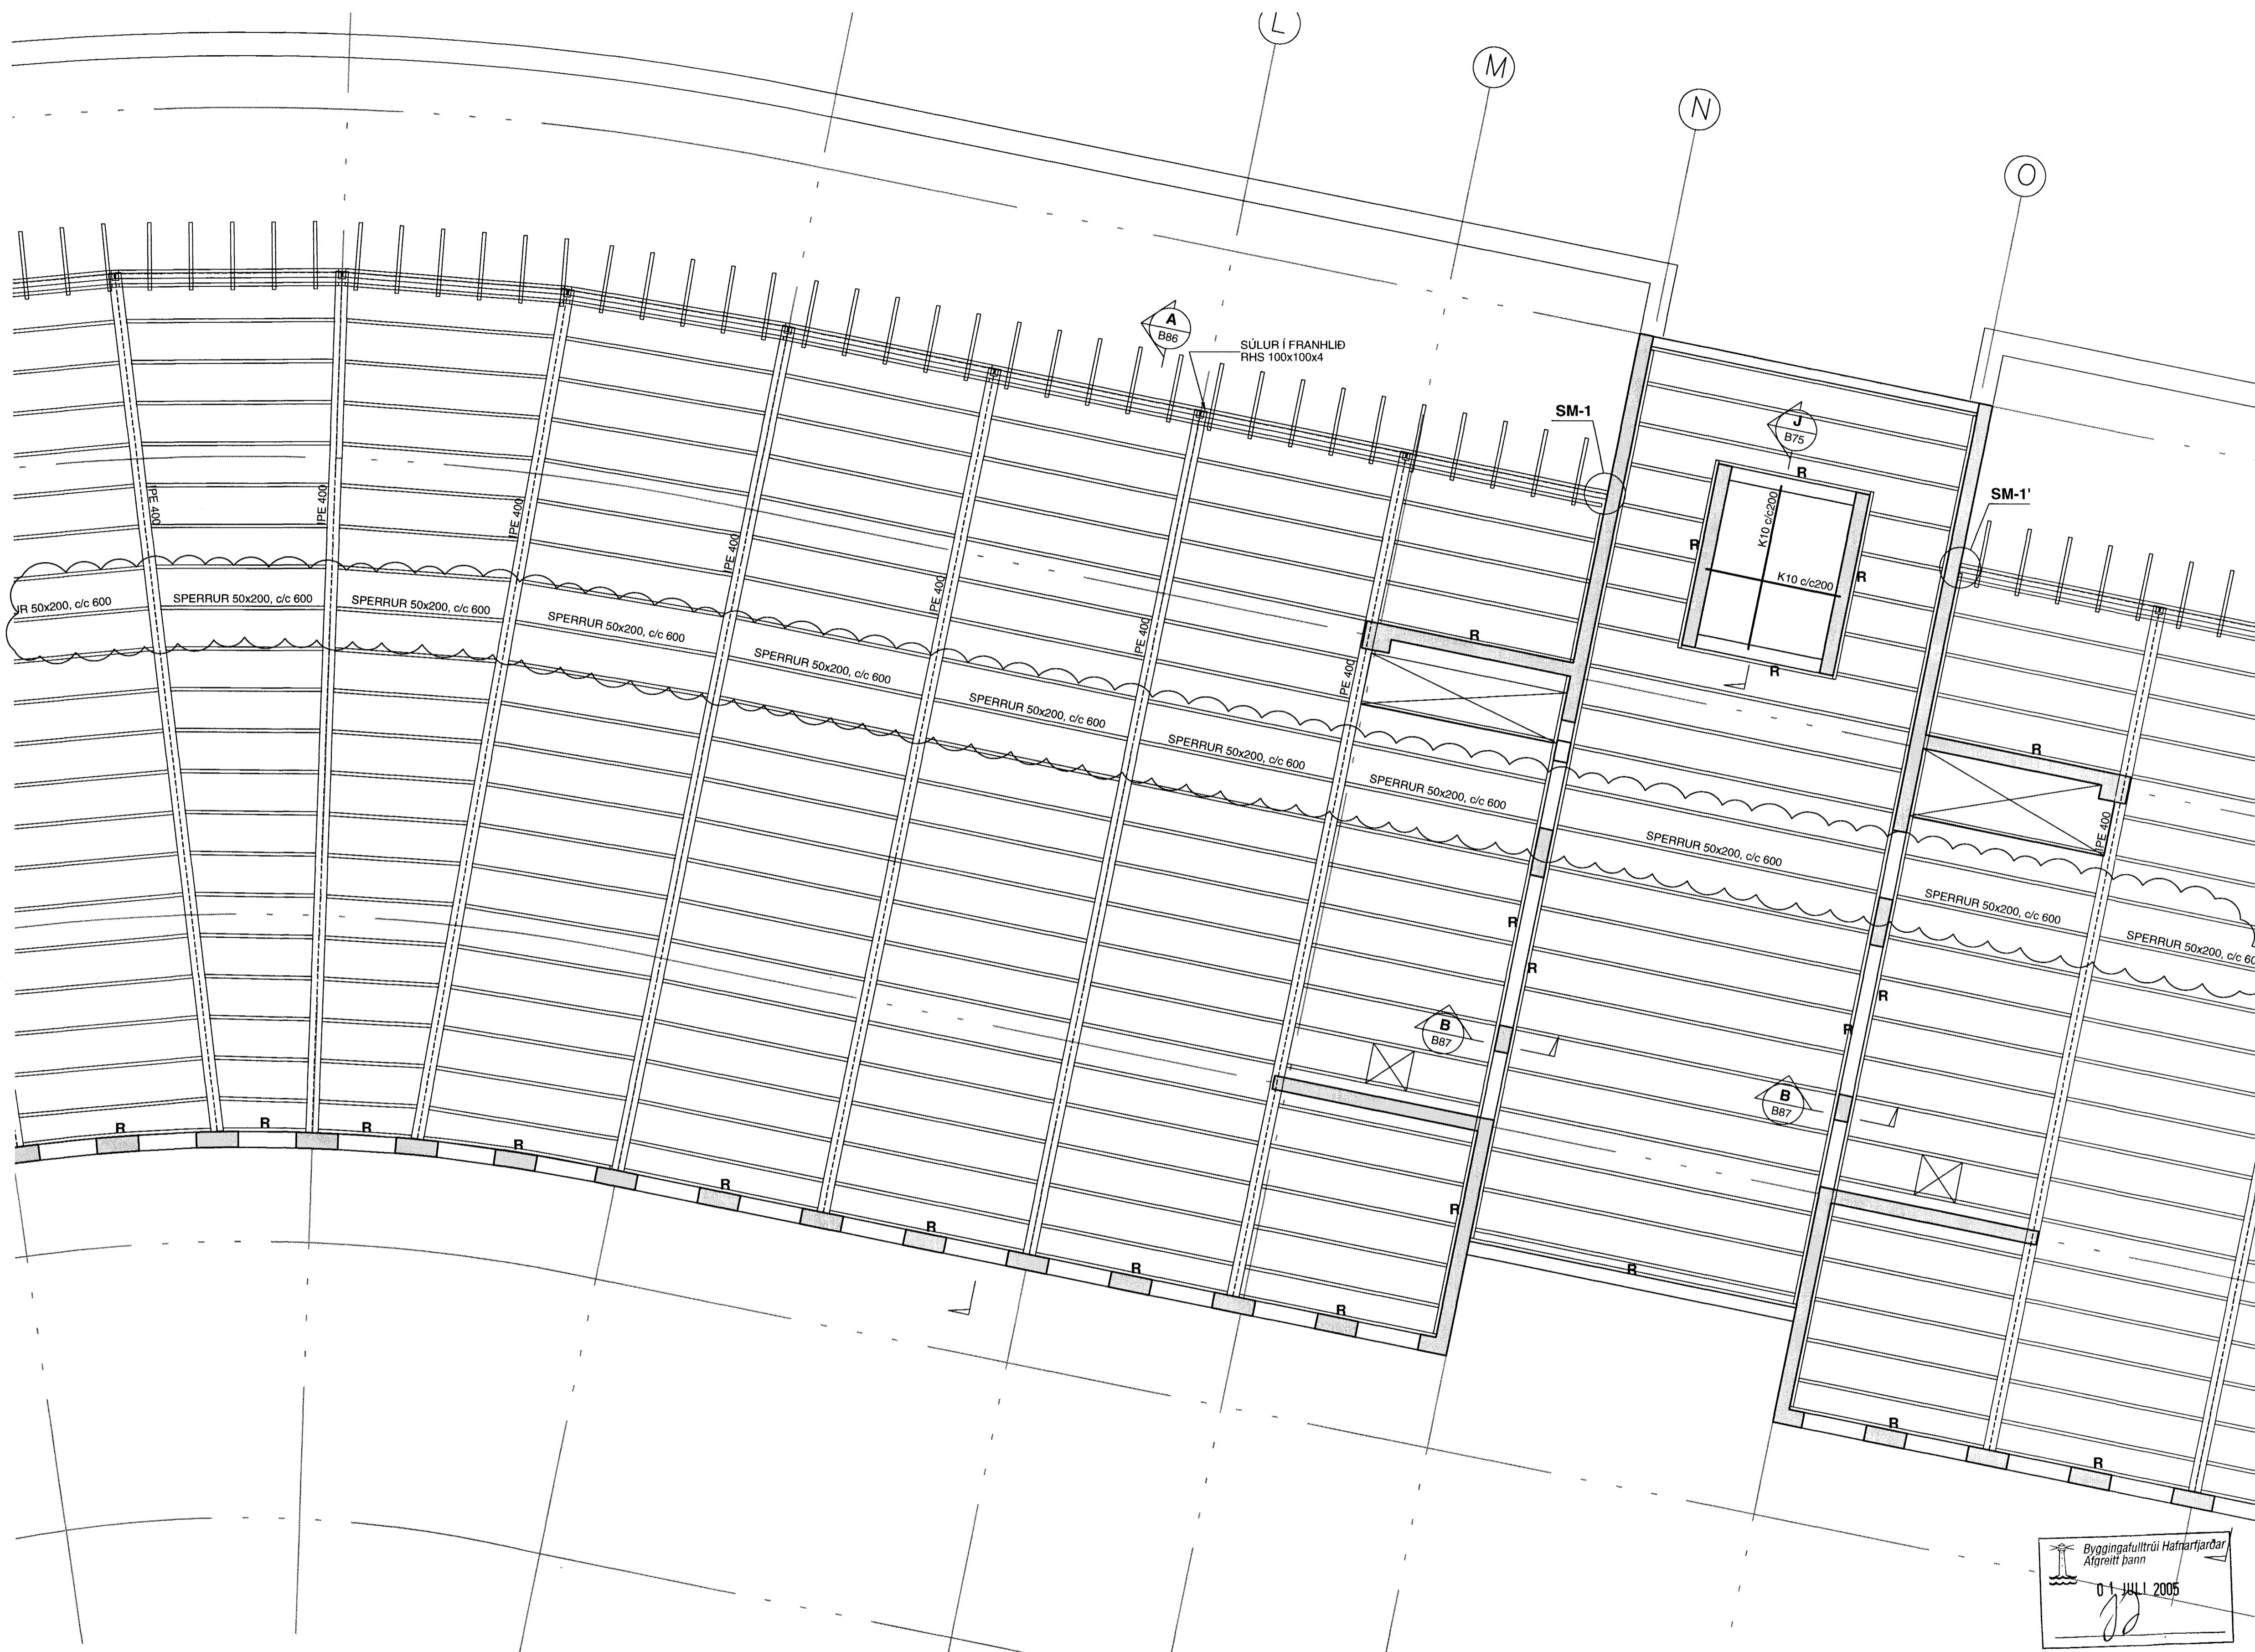 L
M
N
O
A
B86
SÚLUR Í FRANHLIÐ
RHS 100x100x4
SM-1
J
B75
SM-1'
R
K10 c/c200
R
K10 c/c200
R
R
IPE 400
IPE 400
IPE 400
IPE 400
IPE 400
IPE 400
IPE 400
IPE 400
R
R
UR 50x200, c/c 600
SPERRUR 50x200, c/c 600
SPERRUR 50x200, c/c 600
SPERRUR 50x200, c/c 600
SPERRUR 50x200, c/c 600
SPERRUR 50x200, c/c 600
SPERRUR 50x200, c/c 600
SPERRUR 50x200, c/c 600
SPERRUR 50x200, c/c 600
SPERRUR 50x200, c/c 600
SPERRUR 50x200, c/c 60
R
R
R
R
B
B87
B
B87
R
R
R
R
R
R
R
R
R
R
R
R
Byggingafulltrúi Hafnarfjarðar
Afgreitt þann
01 JULI 2005